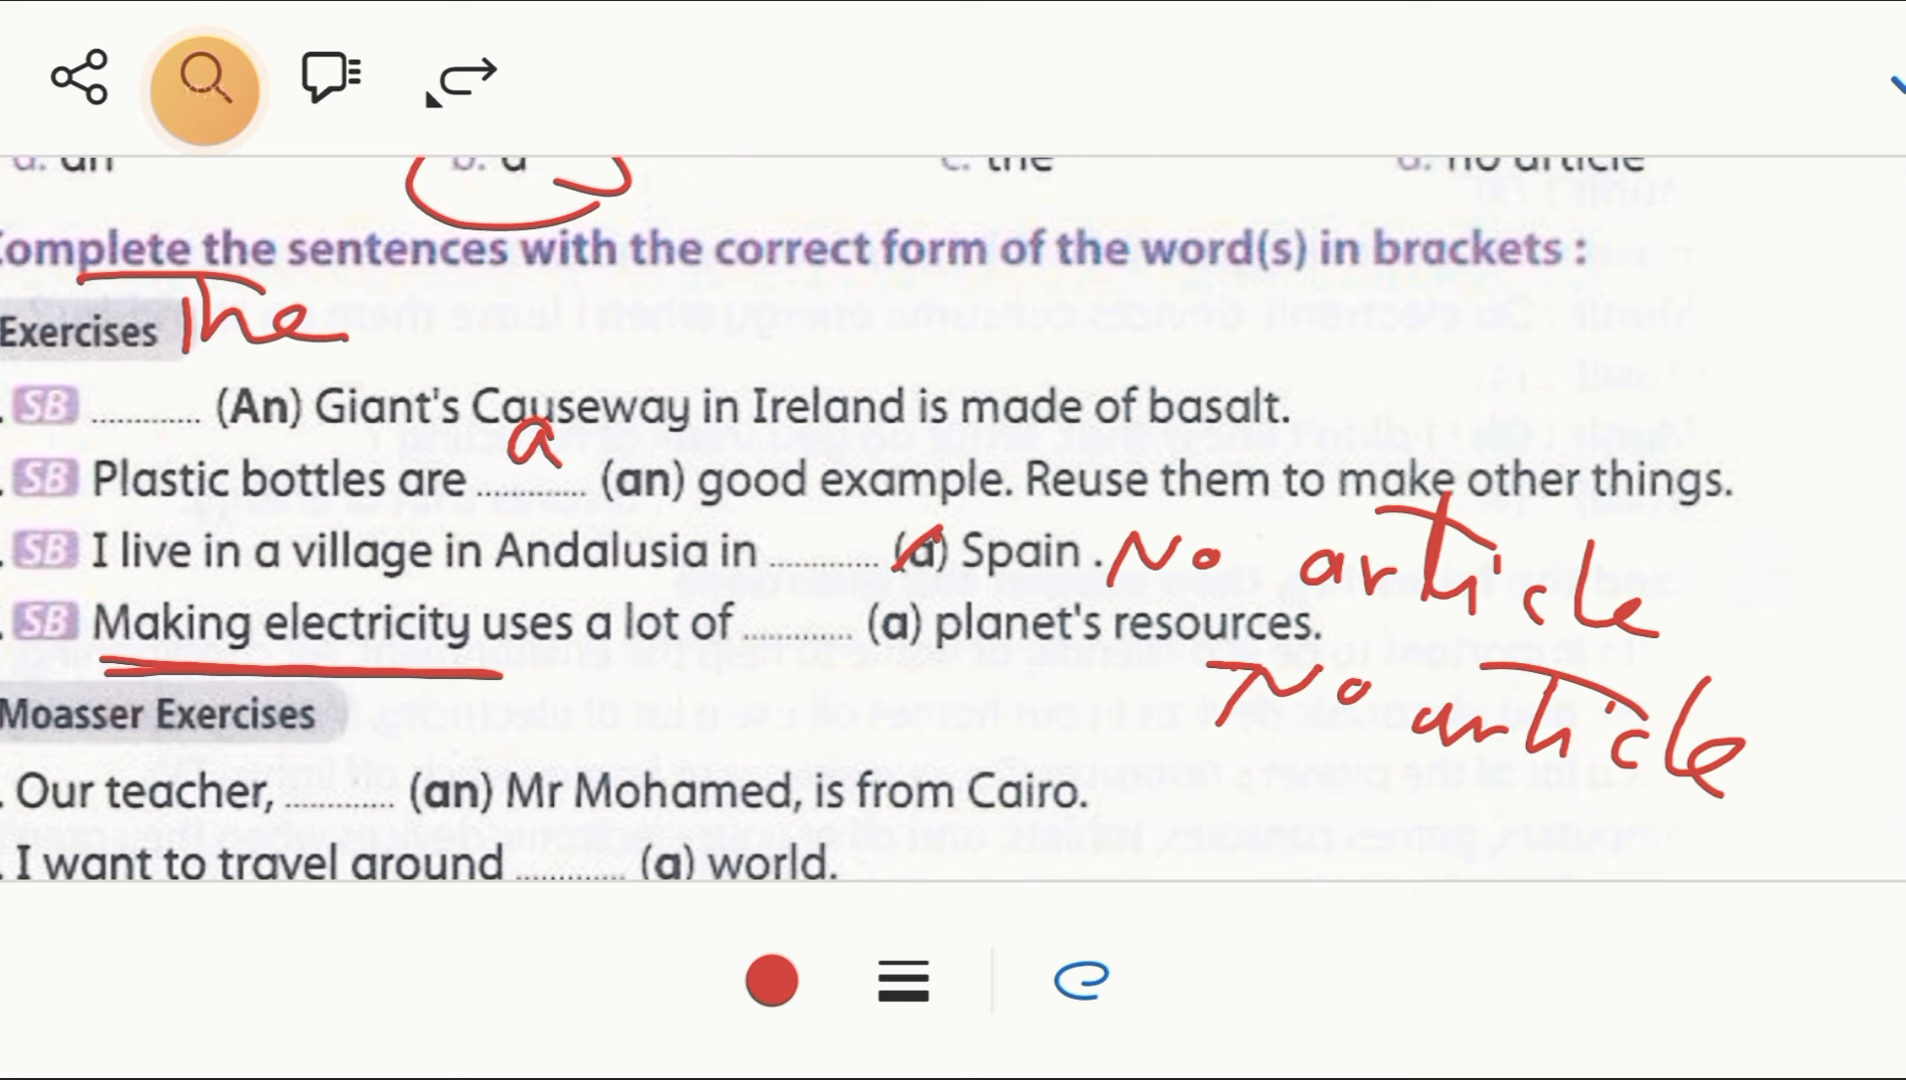 a. an b. a c. the d. no article
Complete the sentences with the correct form of the word(s) in brackets :
The
Exercises
. SB ............ (An) Giant's Causeway in Ireland is made of basalt.
a
. SB Plastic bottles are ............ (an) good example. Reuse them to make other things.
. SB I live in a village in Andalusia in ............ (a) Spain . No article
. SB Making electricity uses a lot of ............ (a) planet's resources.
No article
Moasser Exercises
. Our teacher, ............ (an) Mr Mohamed, is from Cairo.
. I want to travel around ............ (a) world.